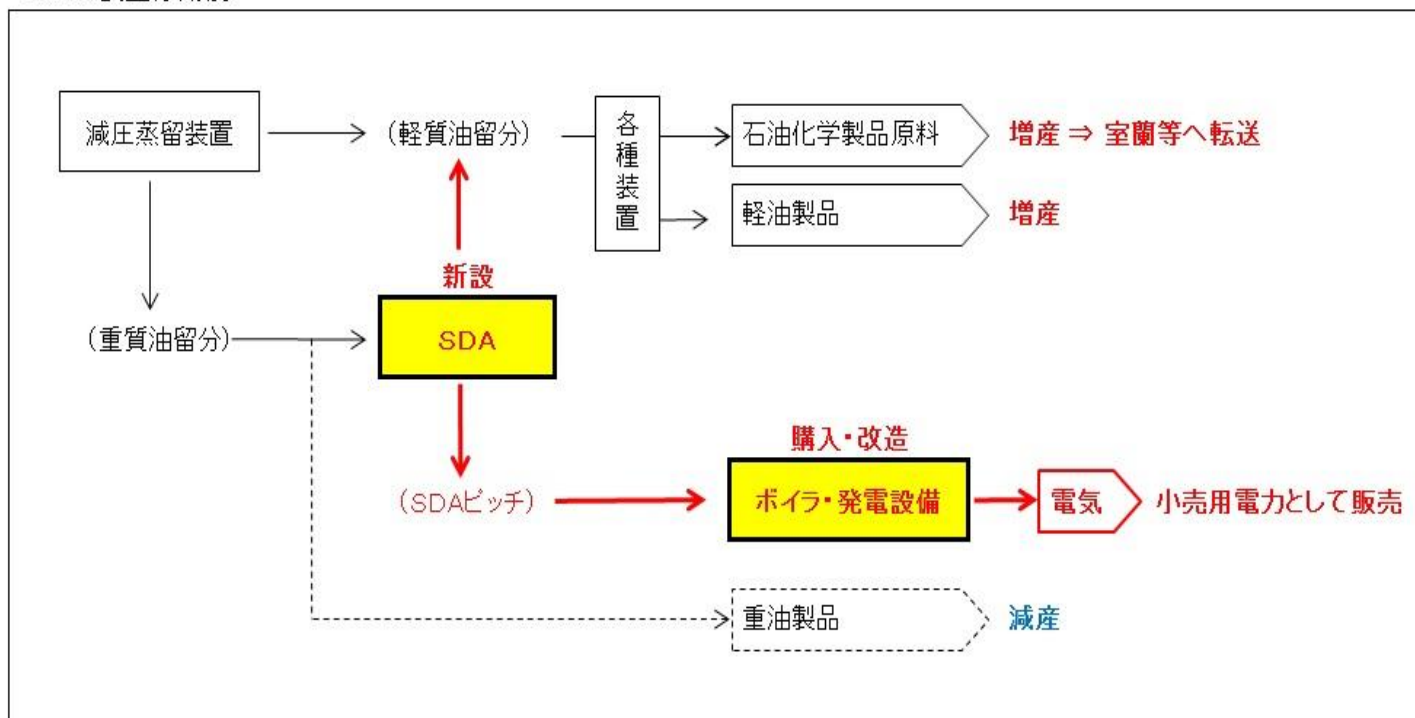 減圧蒸留装置
（軽質油留分）
各種装置
石油化学製品原料
増産 ⇒ 室蘭等へ転送
軽油製品
増産
新設
（重質油留分）
SDA
購入・改造
（SDAピッチ）
ボイラ・発電設備
電気
小売用電力として販売
重油製品
減産